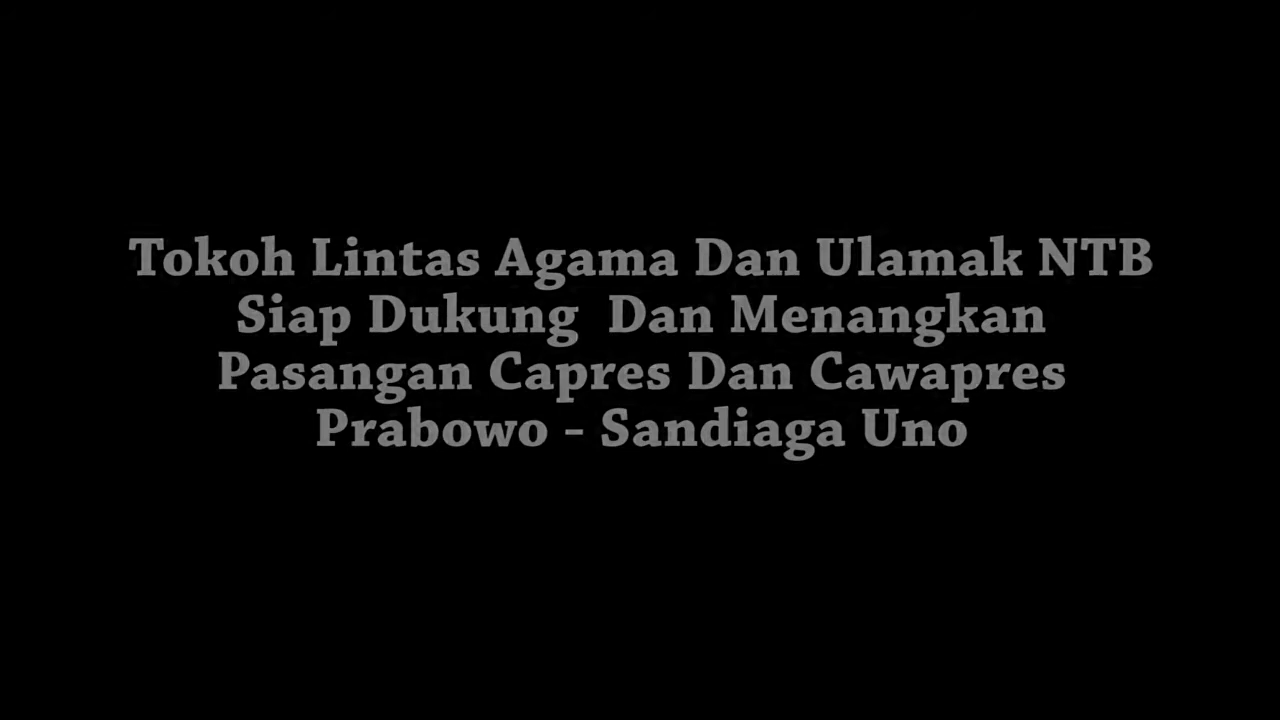 Tokoh Lintas Agama Dan Ulamak NTB
Siap Dukung  Dan Menangkan
Pasangan Capres Dan Cawapres
Prabowo - Sandiaga Uno